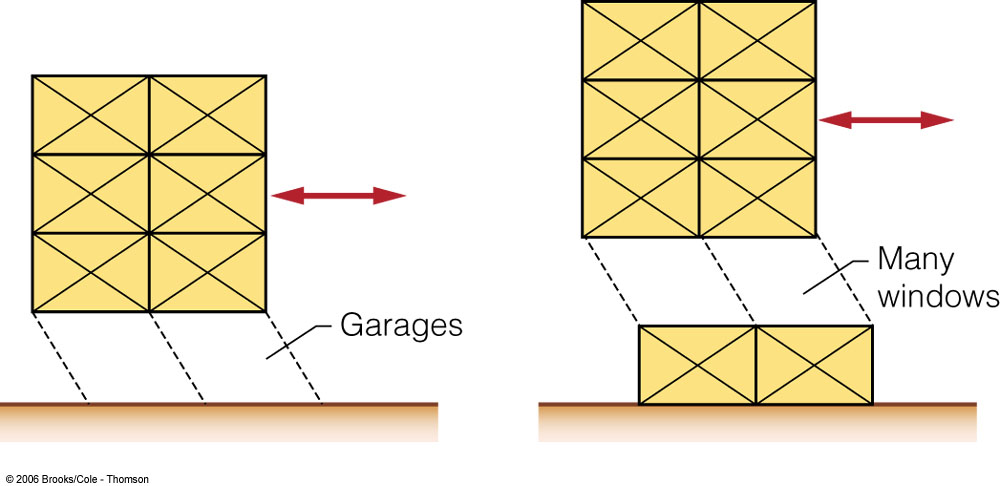 Garages
Many
windows
© 2006 Brooks/Cole - Thomson